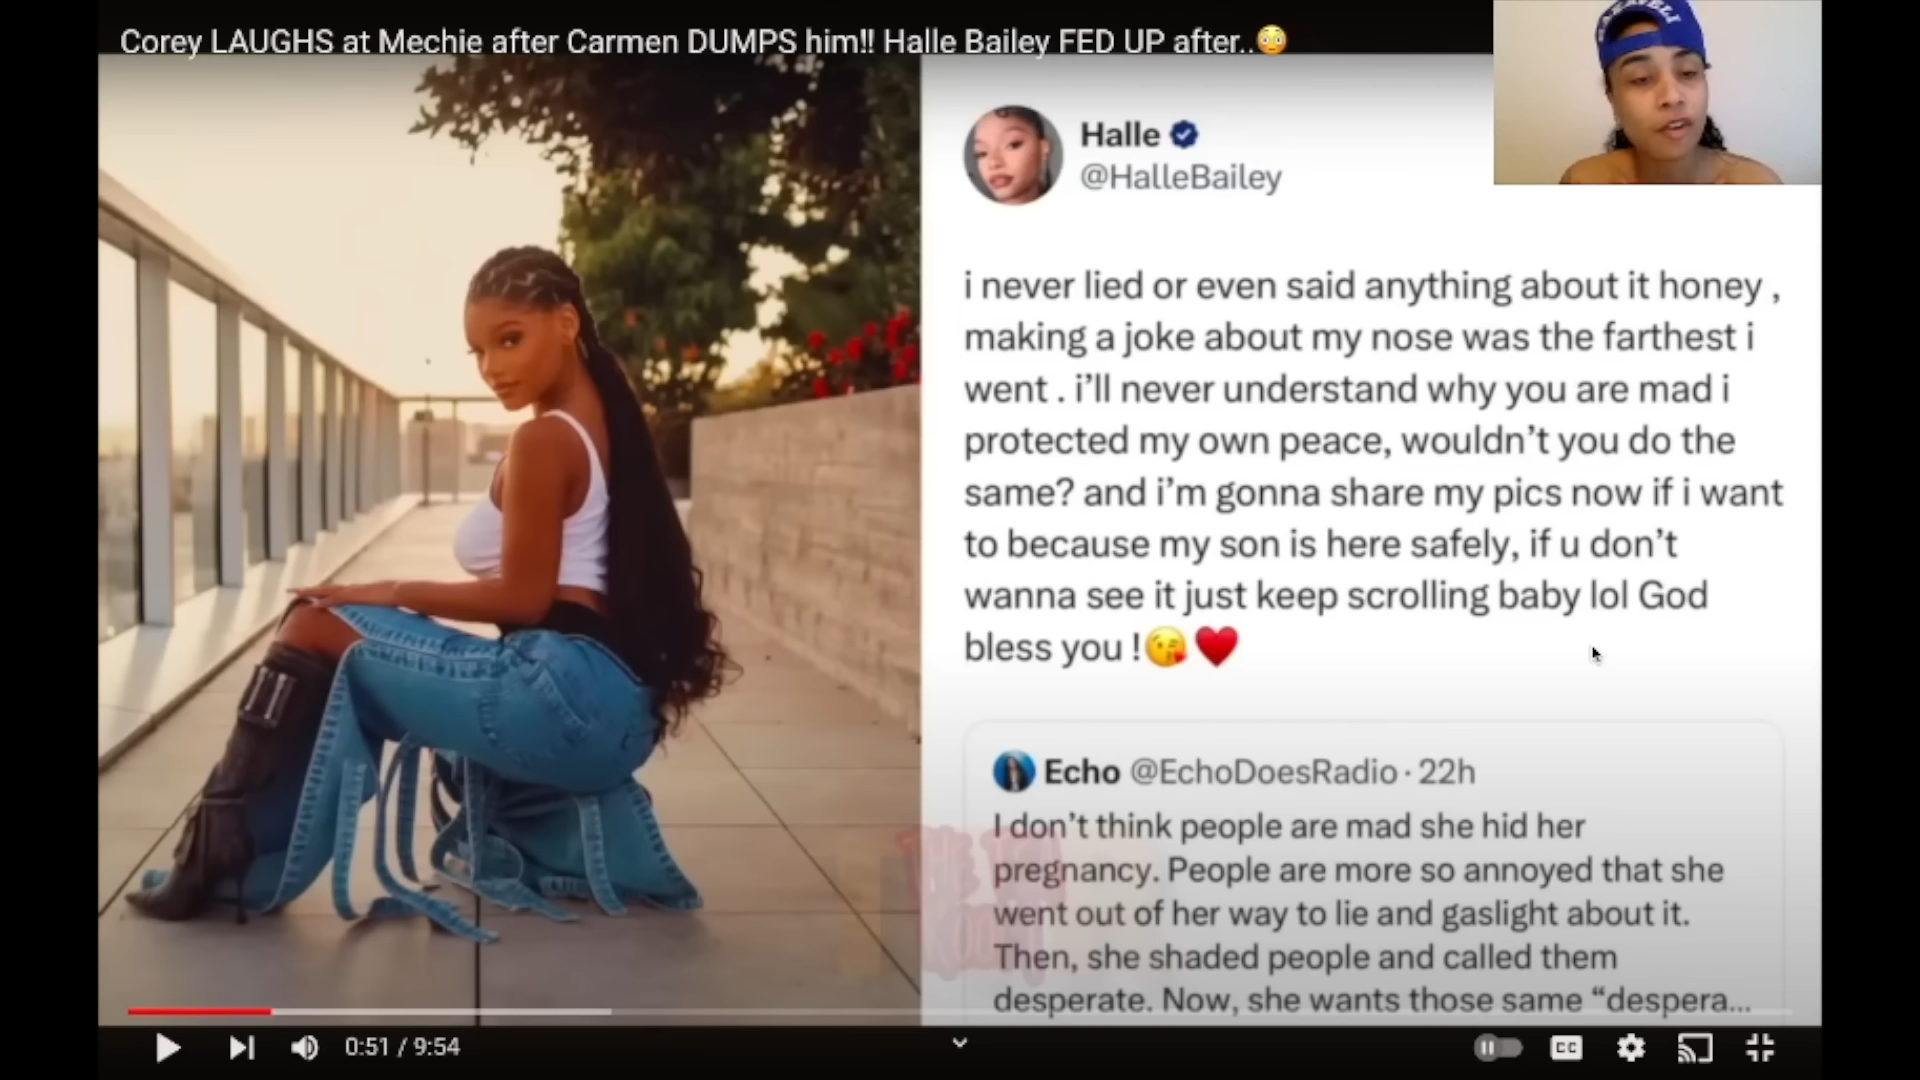 Corey LAUGHS at Mechie after Carmen DUMPS him!! Halle Bailey FED UP after..😳
Halle
@HalleBailey
i never lied or even said anything about it honey ,
making a joke about my nose was the farthest i
went . i'll never understand why you are mad i
protected my own peace, wouldn't you do the
same? and i'm gonna share my pics now if i want
to because my son is here safely, if u don't
wanna see it just keep scrolling baby lol God
bless you !😘❤️
Echo @EchoDoesRadio · 22h
I don't think people are mad she hid her
pregnancy. People are more so annoyed that she
went out of her way to lie and gaslight about it.
Then, she shaded people and called them
desperate. Now, she wants those same “despera...
0:51 / 9:54
CC